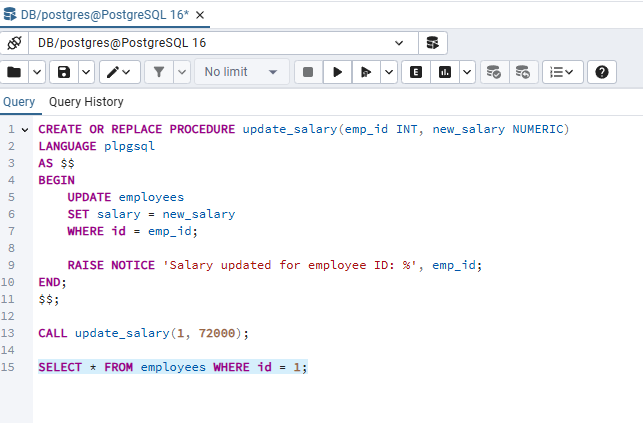 DB/postgres@PostgreSQL 16*
DB/postgres@PostgreSQL 16
No limit
E
Query Query History
1 CREATE OR REPLACE PROCEDURE update_salary(emp_id INT, new_salary NUMERIC)
2 LANGUAGE plpgsql
3 AS $$
4 BEGIN
5     UPDATE employees
6     SET salary = new_salary
7     WHERE id = emp_id;
8
9     RAISE NOTICE 'Salary updated for employee ID: %', emp_id;
10 END;
11 $$;
12
13 CALL update_salary(1, 72000);
14
15 SELECT * FROM employees WHERE id = 1;